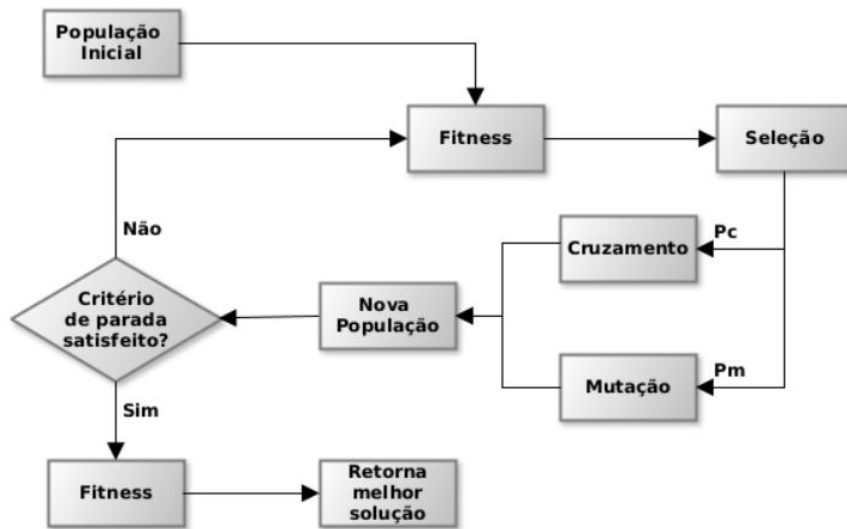 População
Inicial
Fitness
Seleção
Não
Pc
Cruzamento
Critério
de parada
satisfeito?
Nova
População
Pm
Mutação
Sim
Fitness
Retorna
melhor
solução